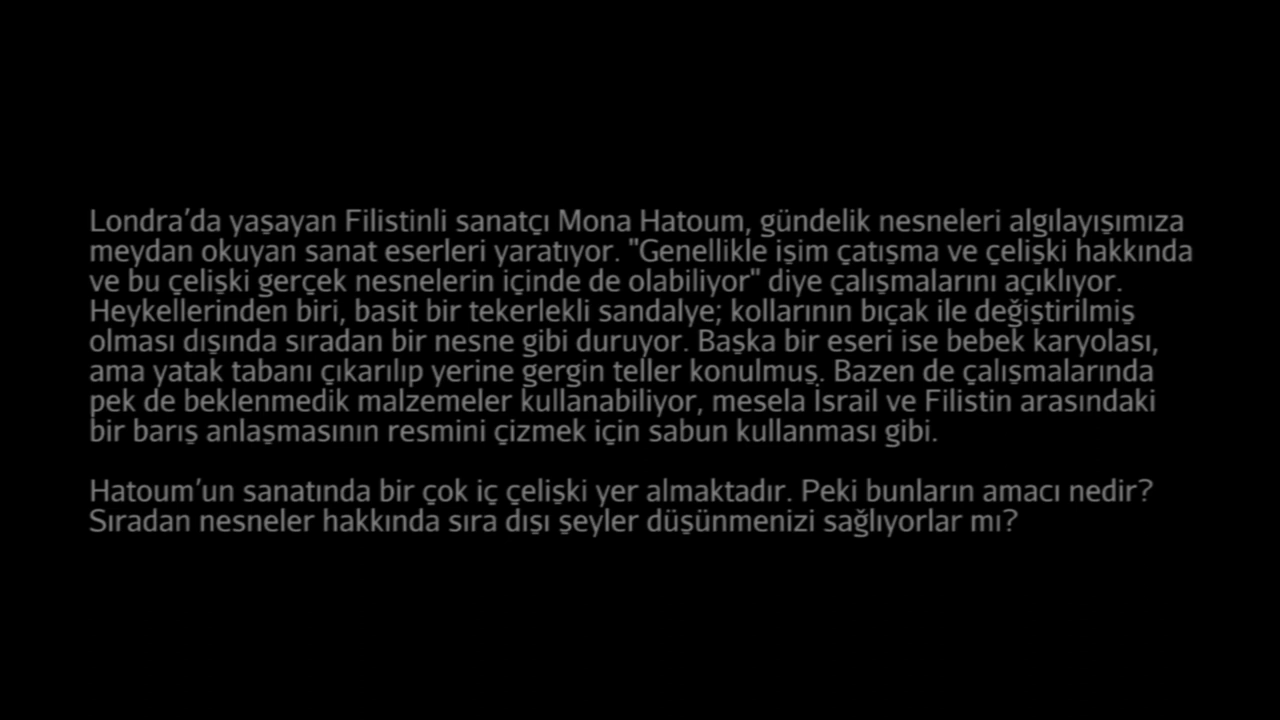 Londra’da yaşayan Filistinli sanatçı Mona Hatoum, gündelik nesneleri algılayışımıza
meydan okuyan sanat eserleri yaratıyor. "Genellikle işim çatışma ve çelişki hakkında
ve bu çelişki gerçek nesnelerin içinde de olabiliyor" diye çalışmalarını açıklıyor.
Heykellerinden biri, basit bir tekerlekli sandalye; kollarının bıçak ile değiştirilmiş
olması dışında sıradan bir nesne gibi duruyor. Başka bir eseri ise bebek karyolası,
ama yatak tabanı çıkarılıp yerine gergin teller konulmuş. Bazen de çalışmalarında
pek de beklenmedik malzemeler kullanabiliyor, mesela İsrail ve Filistin arasındaki
bir barış anlaşmasının resmini çizmek için sabun kullanması gibi.

Hatoum’un sanatında bir çok iç çelişki yer almaktadır. Peki bunların amacı nedir?
Sıradan nesneler hakkında sıra dışı şeyler düşünmenizi sağlıyorlar mı?